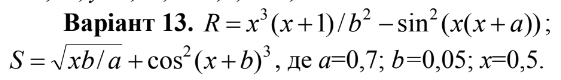 Варіант 13. R = x³(x+1)/b² − sin²(x(x+a));
S = √xb/a + cos²(x+b)³, де a=0,7; b=0,05; x=0,5.